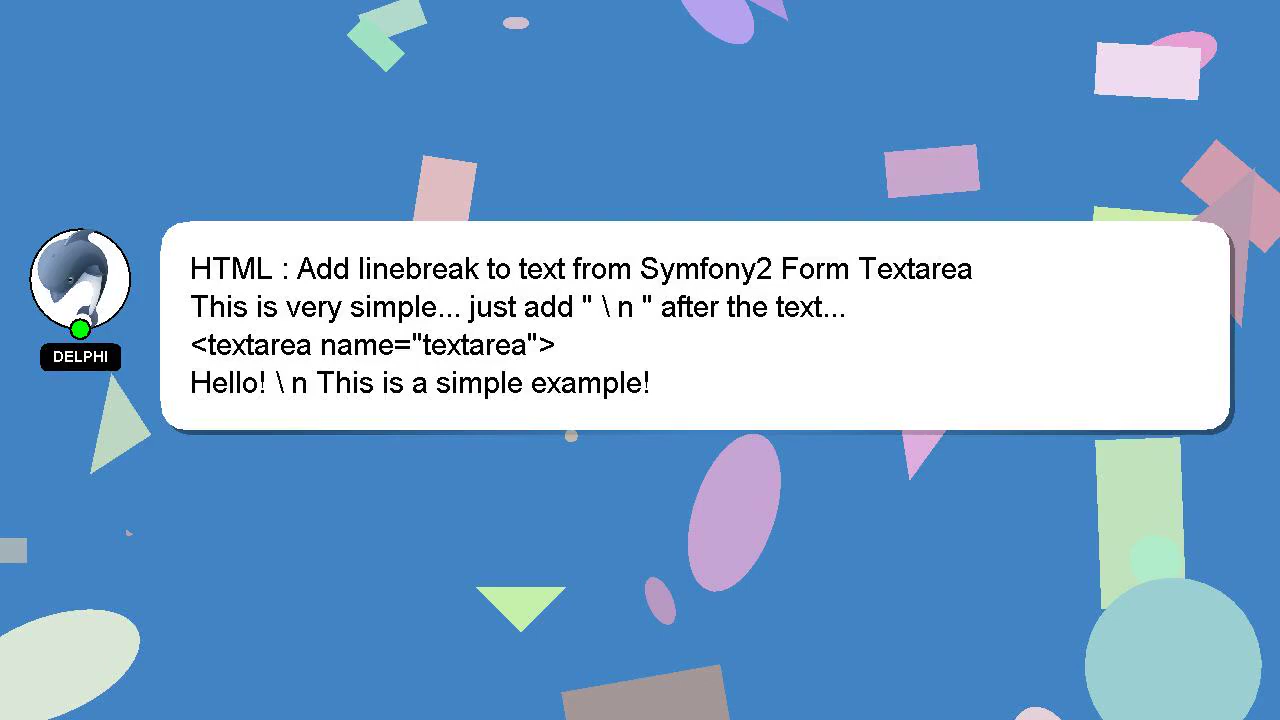 HTML : Add linebreak to text from Symfony2 Form Textarea
This is very simple... just add " \ n " after the text...
<textarea name="textarea">
Hello! \ n This is a simple example!
DELPHI